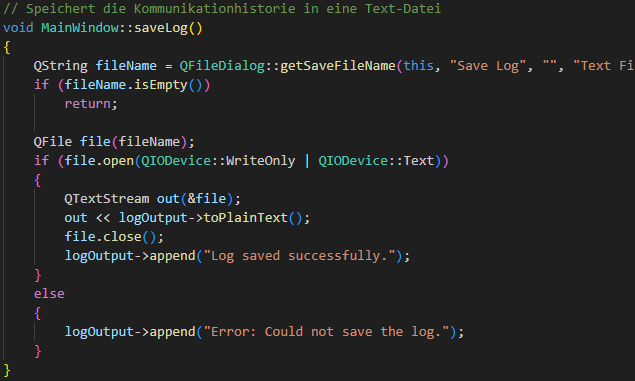 // Speichert die Kommunikationhistorie in eine Text-Datei
void MainWindow::saveLog()
{
    QString fileName = QFileDialog::getSaveFileName(this, "Save Log", "", "Text Fi
    if (fileName.isEmpty())
        return;

    QFile file(fileName);
    if (file.open(QIODevice::WriteOnly | QIODevice::Text))
    {
        QTextStream out(&file);
        out << logOutput->toPlainText();
        file.close();
        logOutput->append("Log saved successfully.");
    }
    else
    {
        logOutput->append("Error: Could not save the log.");
    }
}